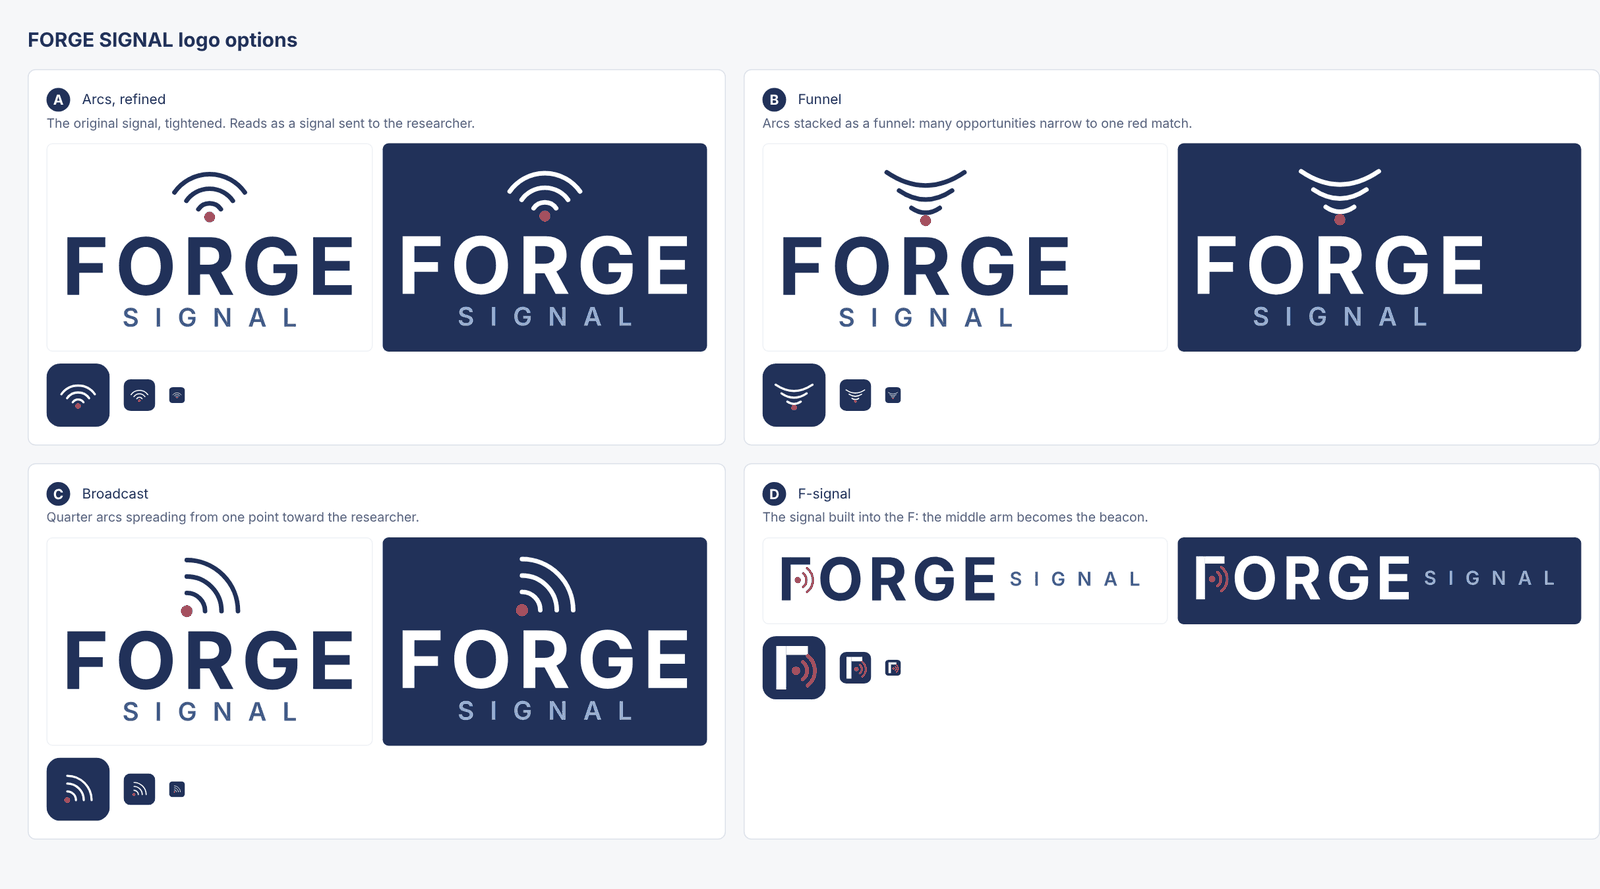 FORGE SIGNAL logo options
A Arcs, refined
The original signal, tightened. Reads as a signal sent to the researcher.
FORGE
SIGNAL
FORGE
SIGNAL
B Funnel
Arcs stacked as a funnel: many opportunities narrow to one red match.
FORGE
SIGNAL
FORGE
SIGNAL
C Broadcast
Quarter arcs spreading from one point toward the researcher.
FORGE
SIGNAL
FORGE
SIGNAL
D F-signal
The signal built into the F: the middle arm becomes the beacon.
FORGE SIGNAL
FORGE SIGNAL
F
F
F